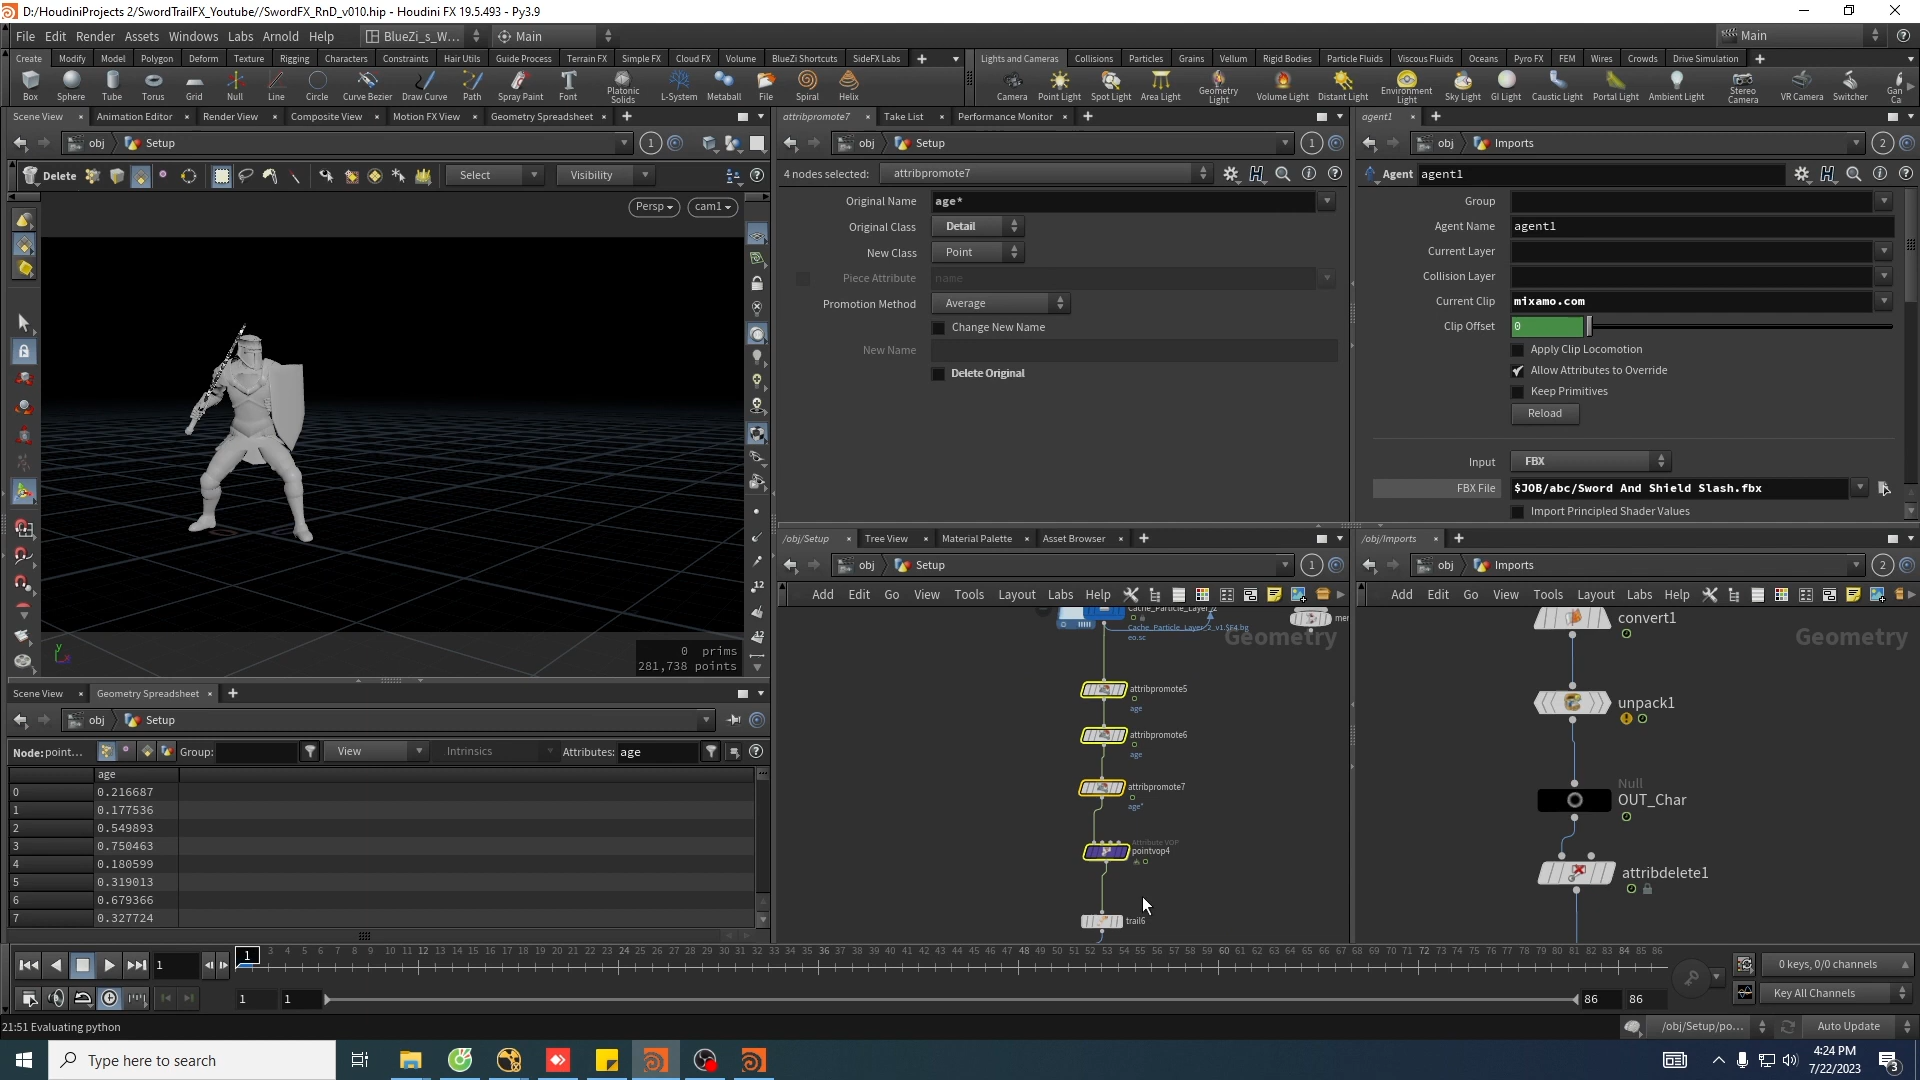 D:/HoudiniProjects 2/SwordTrailFX_Youtube//SwordFX_RnD_v010.hip - Houdini FX 19.5.493 - Py3.9
File Edit Render Assets Windows Labs Arnold Help BlueZi_s_W... Main Main
Create Modify Model Polygon Deform Texture Rigging Characters Constraints Hair Utils Guide Process Terrain FX Simple FX Cloud FX Volume BlueZi Shortcuts SideFX Labs
Lights and Cameras Collisions Particles Grains Vellum Rigid Bodies Particle Fluids Viscous Fluids Oceans Pyro FX FEM Wires Crowds Drive Simulation
Box Sphere Tube Torus Grid Null Line Circle Curve Bezier Draw Curve Path Spray Paint Font Platonic Solids L-System Metaball File Spiral Helix
Camera Point Light Spot Light Area Light Geometry Light Volume Light Distant Light Environment Light Sky Light GI Light Caustic Light Portal Light Ambient Light Stereo Camera VR Camera Switcher Gan Ca
Scene View Animation Editor Render View Composite View Motion FX View Geometry Spreadsheet
obj Setup 1
Delete Select Visibility
Persp cam1
0 prims
281,738 points
y
12
12
attribpromote7 Take List Performance Monitor
obj Setup 1
4 nodes selected: attribpromote7
Original Name age*
Original Class Detail
New Class Point
Piece Attribute name
Promotion Method Average
Change New Name
New Name
Delete Original
agent1
obj Imports 2
Agent agent1
Group
Agent Name agent1
Current Layer
Collision Layer
Current Clip mixamo.com
Clip Offset 0
Apply Clip Locomotion
Allow Attributes to Override
Keep Primitives
Reload
Input FBX
FBX File $JOB/abc/Sword And Shield Slash.fbx
Import Principled Shader Values
/obj/Setup Tree View Material Palette Asset Browser
obj Setup 1
Add Edit Go View Tools Layout Labs Help
Cache_Particle_Layer_2
Cache_Particle_Layer_2_v1.$F4.bg
eo.sc
mer
Geometry
attribpromote5
age
attribpromote6
age
attribpromote7
age*
Attribute VOP
pointvop4
trail6
/obj/Imports
obj Imports 2
Add Edit Go View Tools Layout Labs Help
convert1
Geometry
unpack1
Null
OUT_Char
attribdelete1
Scene View Geometry Spreadsheet
obj Setup
Node: point... Group: View Intrinsics Attributes: age
age
0 0.216687
1 0.177536
2 0.549893
3 0.750463
4 0.180599
5 0.319013
6 0.679366
7 0.327724
1 1 3 4 5 6 7 8 9 10 11 12 13 14 15 16 17 18 19 20 21 22 23 24 25 26 27 28 29 30 31 32 33 34 35 36 37 38 39 40 41 42 43 44 45 46 47 48 49 50 51 52 53 54 55 56 57 58 59 60 61 62 63 64 65 66 67 68 69 70 71 72 73 74 75 76 77 78 79 80 81 82 83 84 85 86
0 keys, 0/0 channels
1 1 86 86 Key All Channels
21:51 Evaluating python /obj/Setup/po... Auto Update
Type here to search
4:24 PM
7/22/2023
3